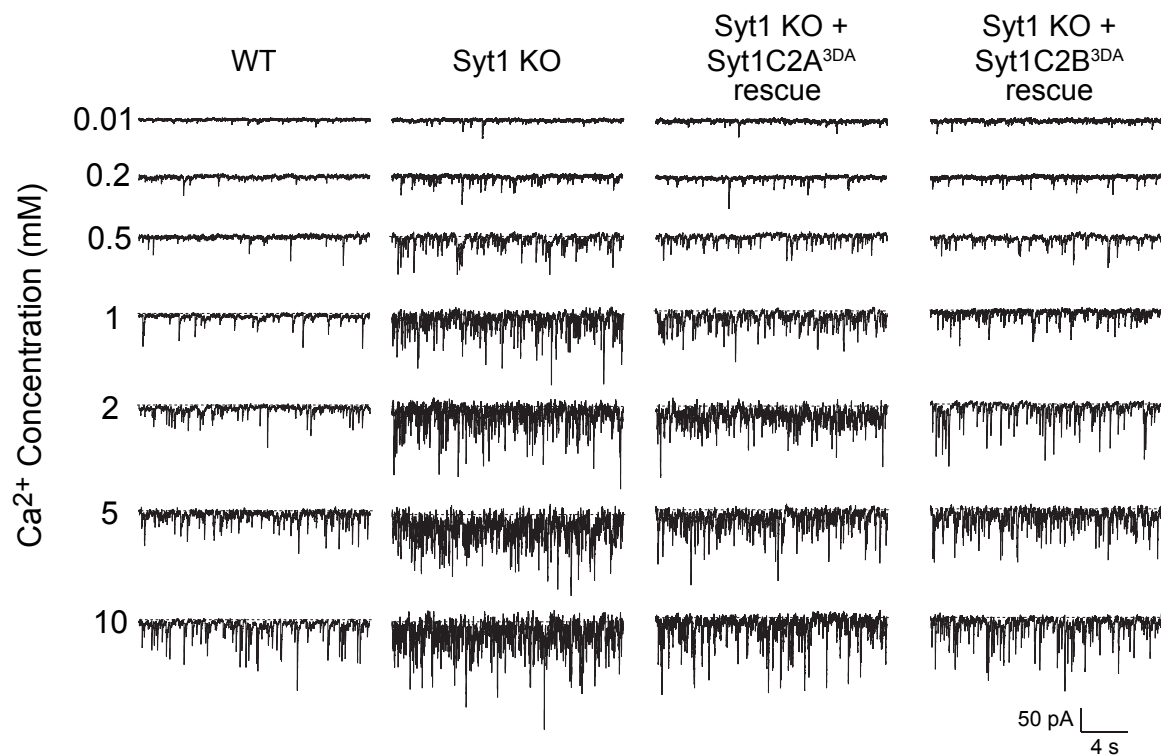 WT
Syt1 KO
Syt1 KO +
Syt1C2A³ᴰᴬ
rescue
Syt1 KO +
Syt1C2B³ᴰᴬ
rescue
Ca²⁺ Concentration (mM)
0.01
0.2
0.5
1
2
5
10
50 pA
4 s